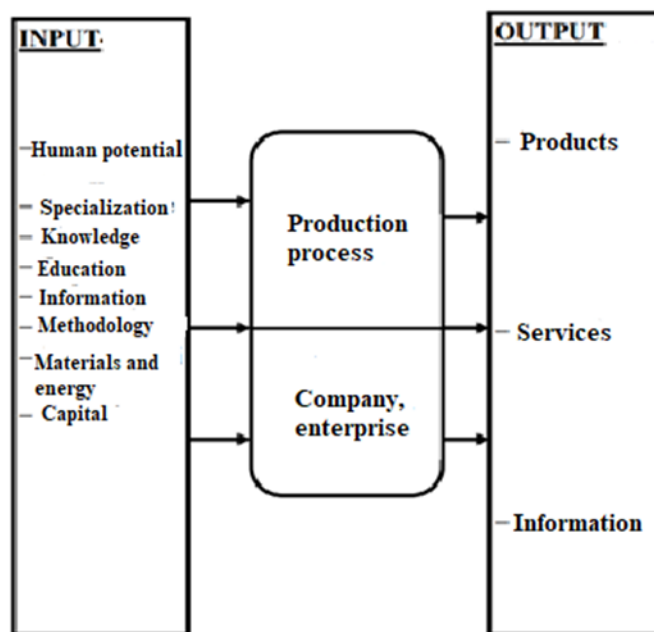 INPUT
– Human potential
– Specialization
– Knowledge
– Education
– Information
– Methodology
– Materials and
energy
– Capital
Production
process
Company,
enterprise
OUTPUT
– Products
– Services
– Information